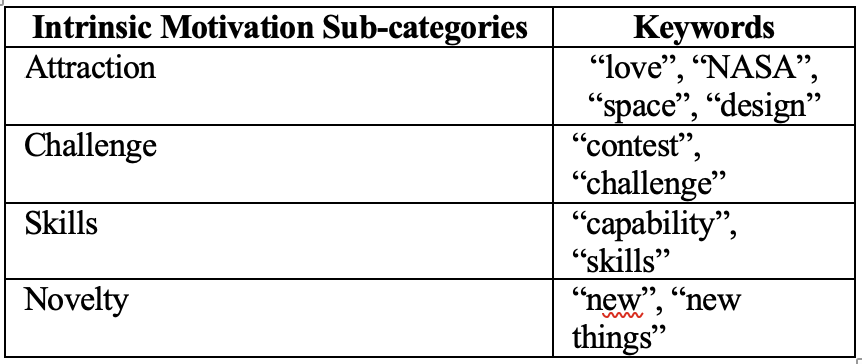 Intrinsic Motivation Sub-categories Keywords
Attraction “love”, “NASA”,
“space”, “design”
Challenge “contest”,
“challenge”
Skills “capability”,
“skills”
Novelty “new”, “new
things”